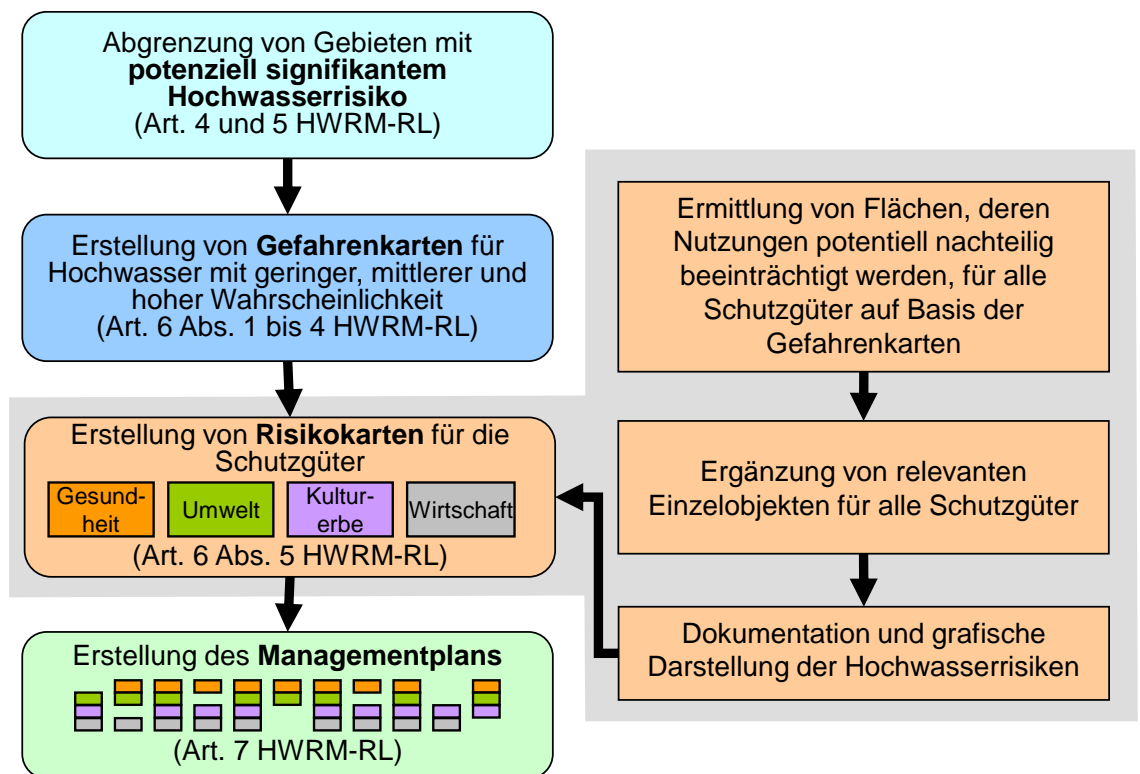 Abgrenzung von Gebieten mit
potenziell signifikantem
Hochwasserrisiko
(Art. 4 und 5 HWRM-RL)
Erstellung von Gefahrenkarten für
Hochwasser mit geringer, mittlerer und
hoher Wahrscheinlichkeit
(Art. 6 Abs. 1 bis 4 HWRM-RL)
Erstellung von Risikokarten für die
Schutzgüter
Gesund-
heit
Umwelt
Kultur-
erbe
Wirtschaft
(Art. 6 Abs. 5 HWRM-RL)
Erstellung des Managementplans
(Art. 7 HWRM-RL)
Ermittlung von Flächen, deren
Nutzungen potentiell nachteilig
beeinträchtigt werden, für alle
Schutzgüter auf Basis der
Gefahrenkarten
Ergänzung von relevanten
Einzelobjekten für alle Schutzgüter
Dokumentation und grafische
Darstellung der Hochwasserrisiken